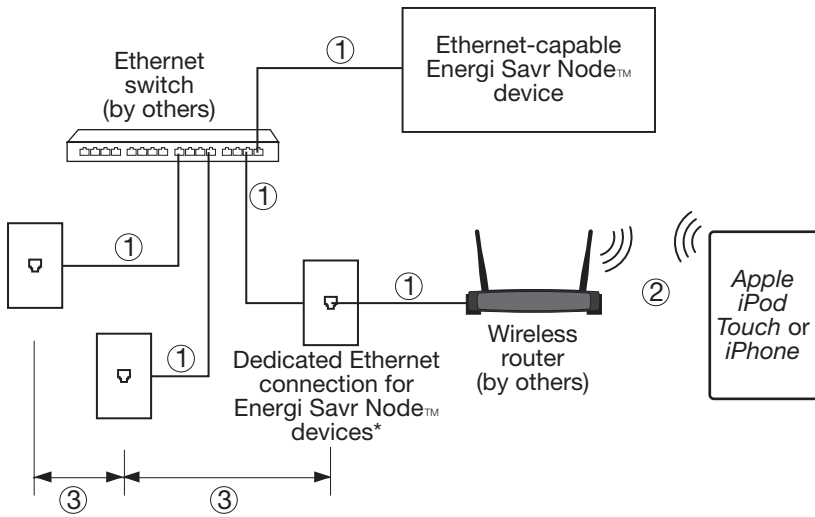 Ethernet
switch
(by others)
①
Ethernet-capable
Energi Savr Node™
device
①
①
①
①
Dedicated Ethernet
connection for
Energi Savr Node™
devices*
Wireless
router
(by others)
②
Apple
iPod
Touch or
iPhone
③
③